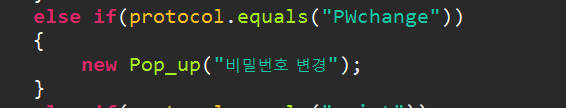 else if(protocol.equals("PWchange"))
{
new Pop_up("비밀번호 변경");
}